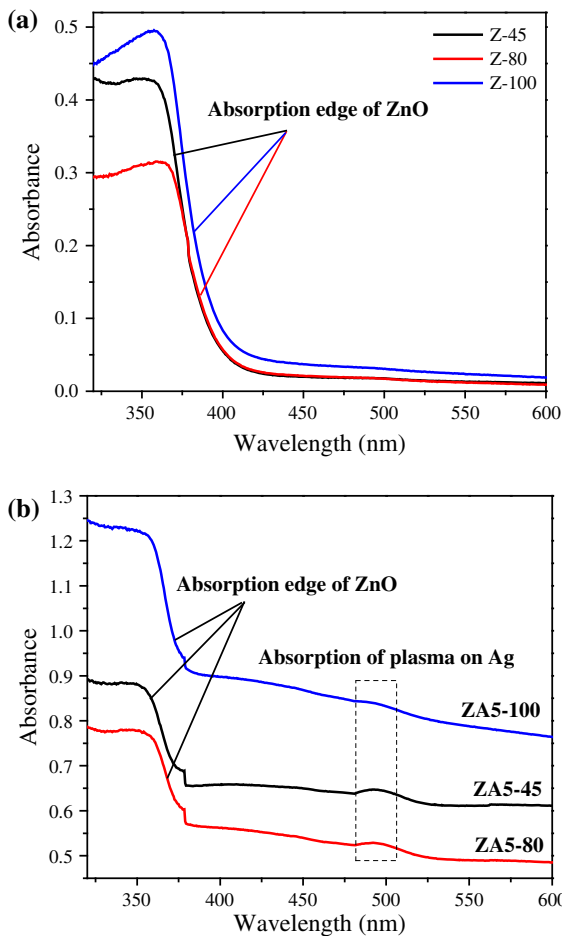 (a)
0.5
0.4
0.3
0.2
0.1
0.0
Absorbance
Z-45
Z-80
Z-100
Absorption edge of ZnO
350 400 450 500 550 600
Wavelength (nm)
(b)
1.3
1.2
1.1
1.0
0.9
0.8
0.7
0.6
0.5
Absorbance
Absorption edge of ZnO
Absorption of plasma on Ag
ZA5-100
ZA5-45
ZA5-80
350 400 450 500 550 600
Wavelength (nm)